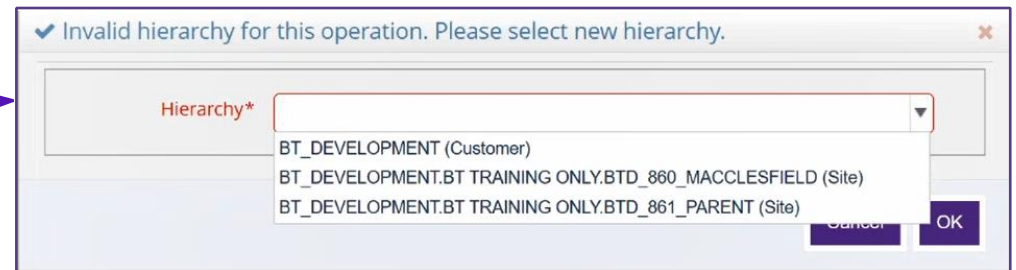 Invalid hierarchy for this operation. Please select new hierarchy.
Hierarchy*
BT_DEVELOPMENT (Customer)
BT_DEVELOPMENT.BT TRAINING ONLY.BTD_860_MACCLESFIELD (Site)
BT_DEVELOPMENT.BT TRAINING ONLY.BTD_861_PARENT (Site)
Cancel OK